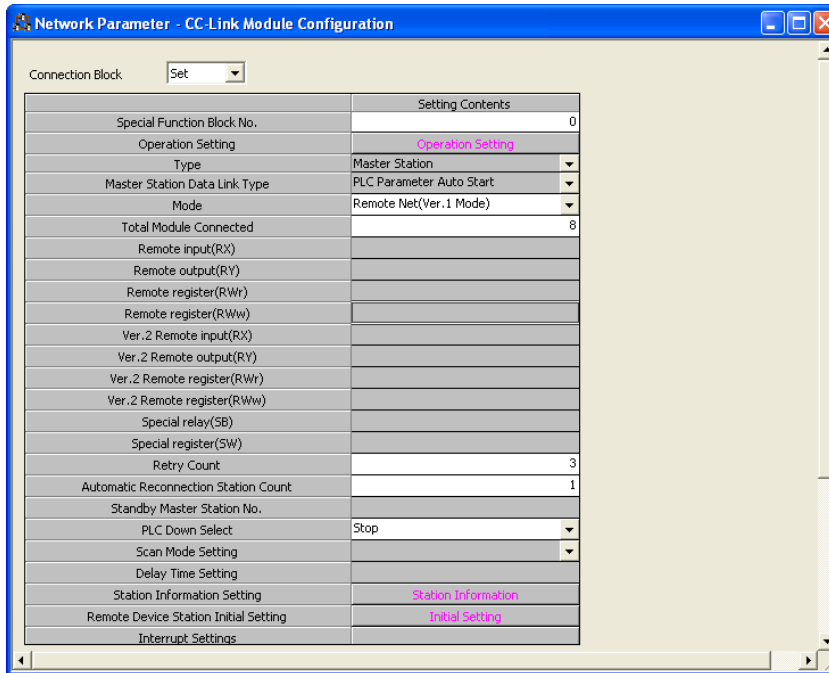 Network Parameter - CC-Link Module Configuration
Connection Block Set
Setting Contents
Special Function Block No. 0
Operation Setting Operation Setting
Type Master Station
Master Station Data Link Type PLC Parameter Auto Start
Mode Remote Net(Ver.1 Mode)
Total Module Connected 8
Remote input(RX)
Remote output(RY)
Remote register(RWr)
Remote register(RWw)
Ver.2 Remote input(RX)
Ver.2 Remote output(RY)
Ver.2 Remote register(RWr)
Ver.2 Remote register(RWw)
Special relay(SB)
Special register(SW)
Retry Count 3
Automatic Reconnection Station Count 1
Standby Master Station No.
PLC Down Select Stop
Scan Mode Setting
Delay Time Setting
Station Information Setting Station Information
Remote Device Station Initial Setting Initial Setting
Interrupt Settings